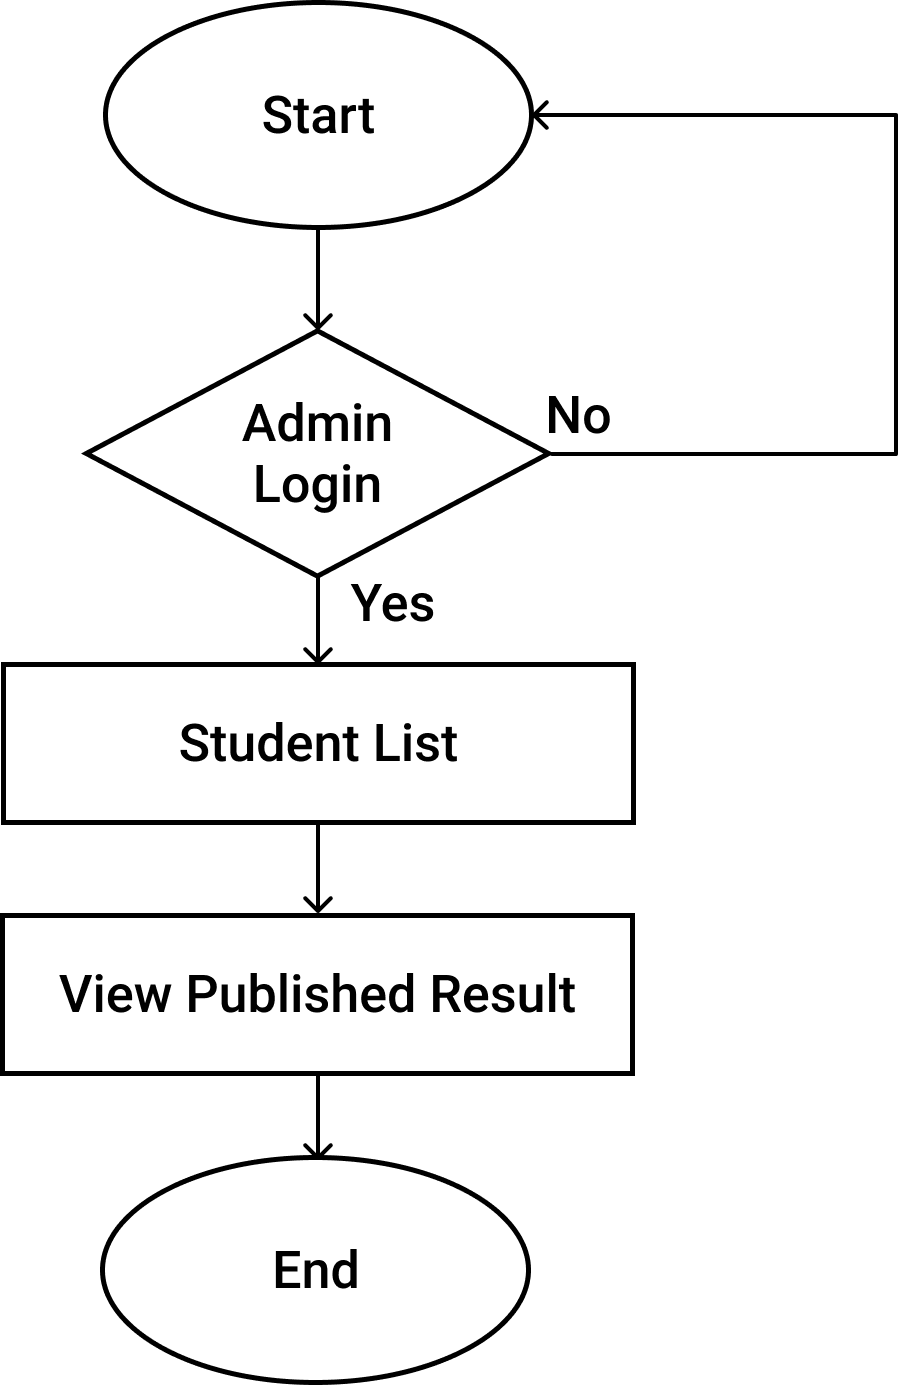 Start
Admin
Login
No
Yes
Student List
View Published Result
End